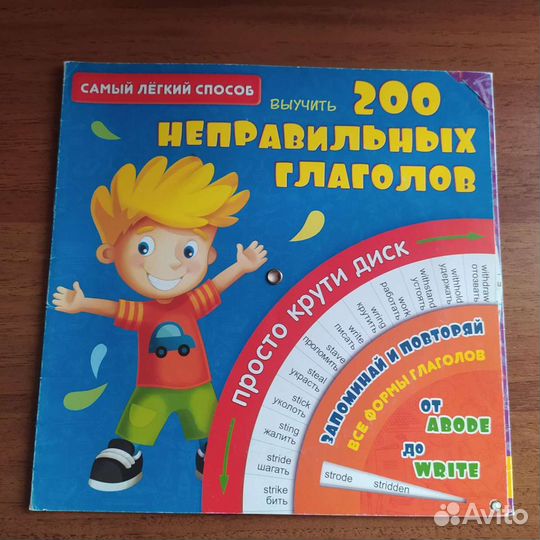 САМЫЙ ЛЁГКИЙ СПОСОБ
ВЫУЧИТЬ 200
НЕПРАВИЛЬНЫХ
ГЛАГОЛОВ
просто крути диск
withdraw
отозвать
withhold
удержать
withstand
устоять
work
работать
wring
крутить
write
писать
stave
проломить
steal
украсть
stick
уколоть
sting
жалить
stride
шагать
strike
бить
ЗАПОМИНАЙ И ПОВТОРЯЙ
ВСЕ ФОРМЫ ГЛАГОЛОВ
ОТ
ABODE
ДО
WRITE
strode stridden
Avito